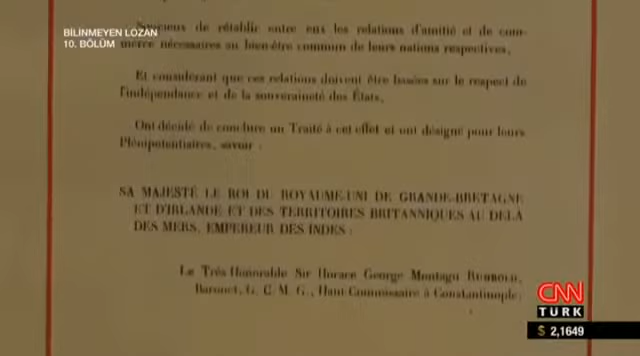 BİLİNMEYEN LOZAN
10. BÖLÜM
Soucieux de rétablir entre eux les relations d'amitié et de com-
merce nécessaires au bien-être commun de leurs nations respectives,
Et considérant que ces relations doivent être basées sur le respect de
l'indépendance et de la souveraineté des États,
Ont décidé de conclure un Traité à cet effet et ont désigné pour leurs
Plénipotentiaires, savoir :
SA MAJESTÉ LE ROI DU ROYAUME-UNI DE GRANDE-BRETAGNE
ET D'IRLANDE ET DES TERRITOIRES BRITANNIQUES AU DELÀ
DES MERS, EMPEREUR DES INDES :
Le Très Honorable Sir Horace George Montagu RUMBOLD,
Baronet, G. C. M. G., Haut-Commissaire à Constantinople;
CNN
TURK
$ 2,1649